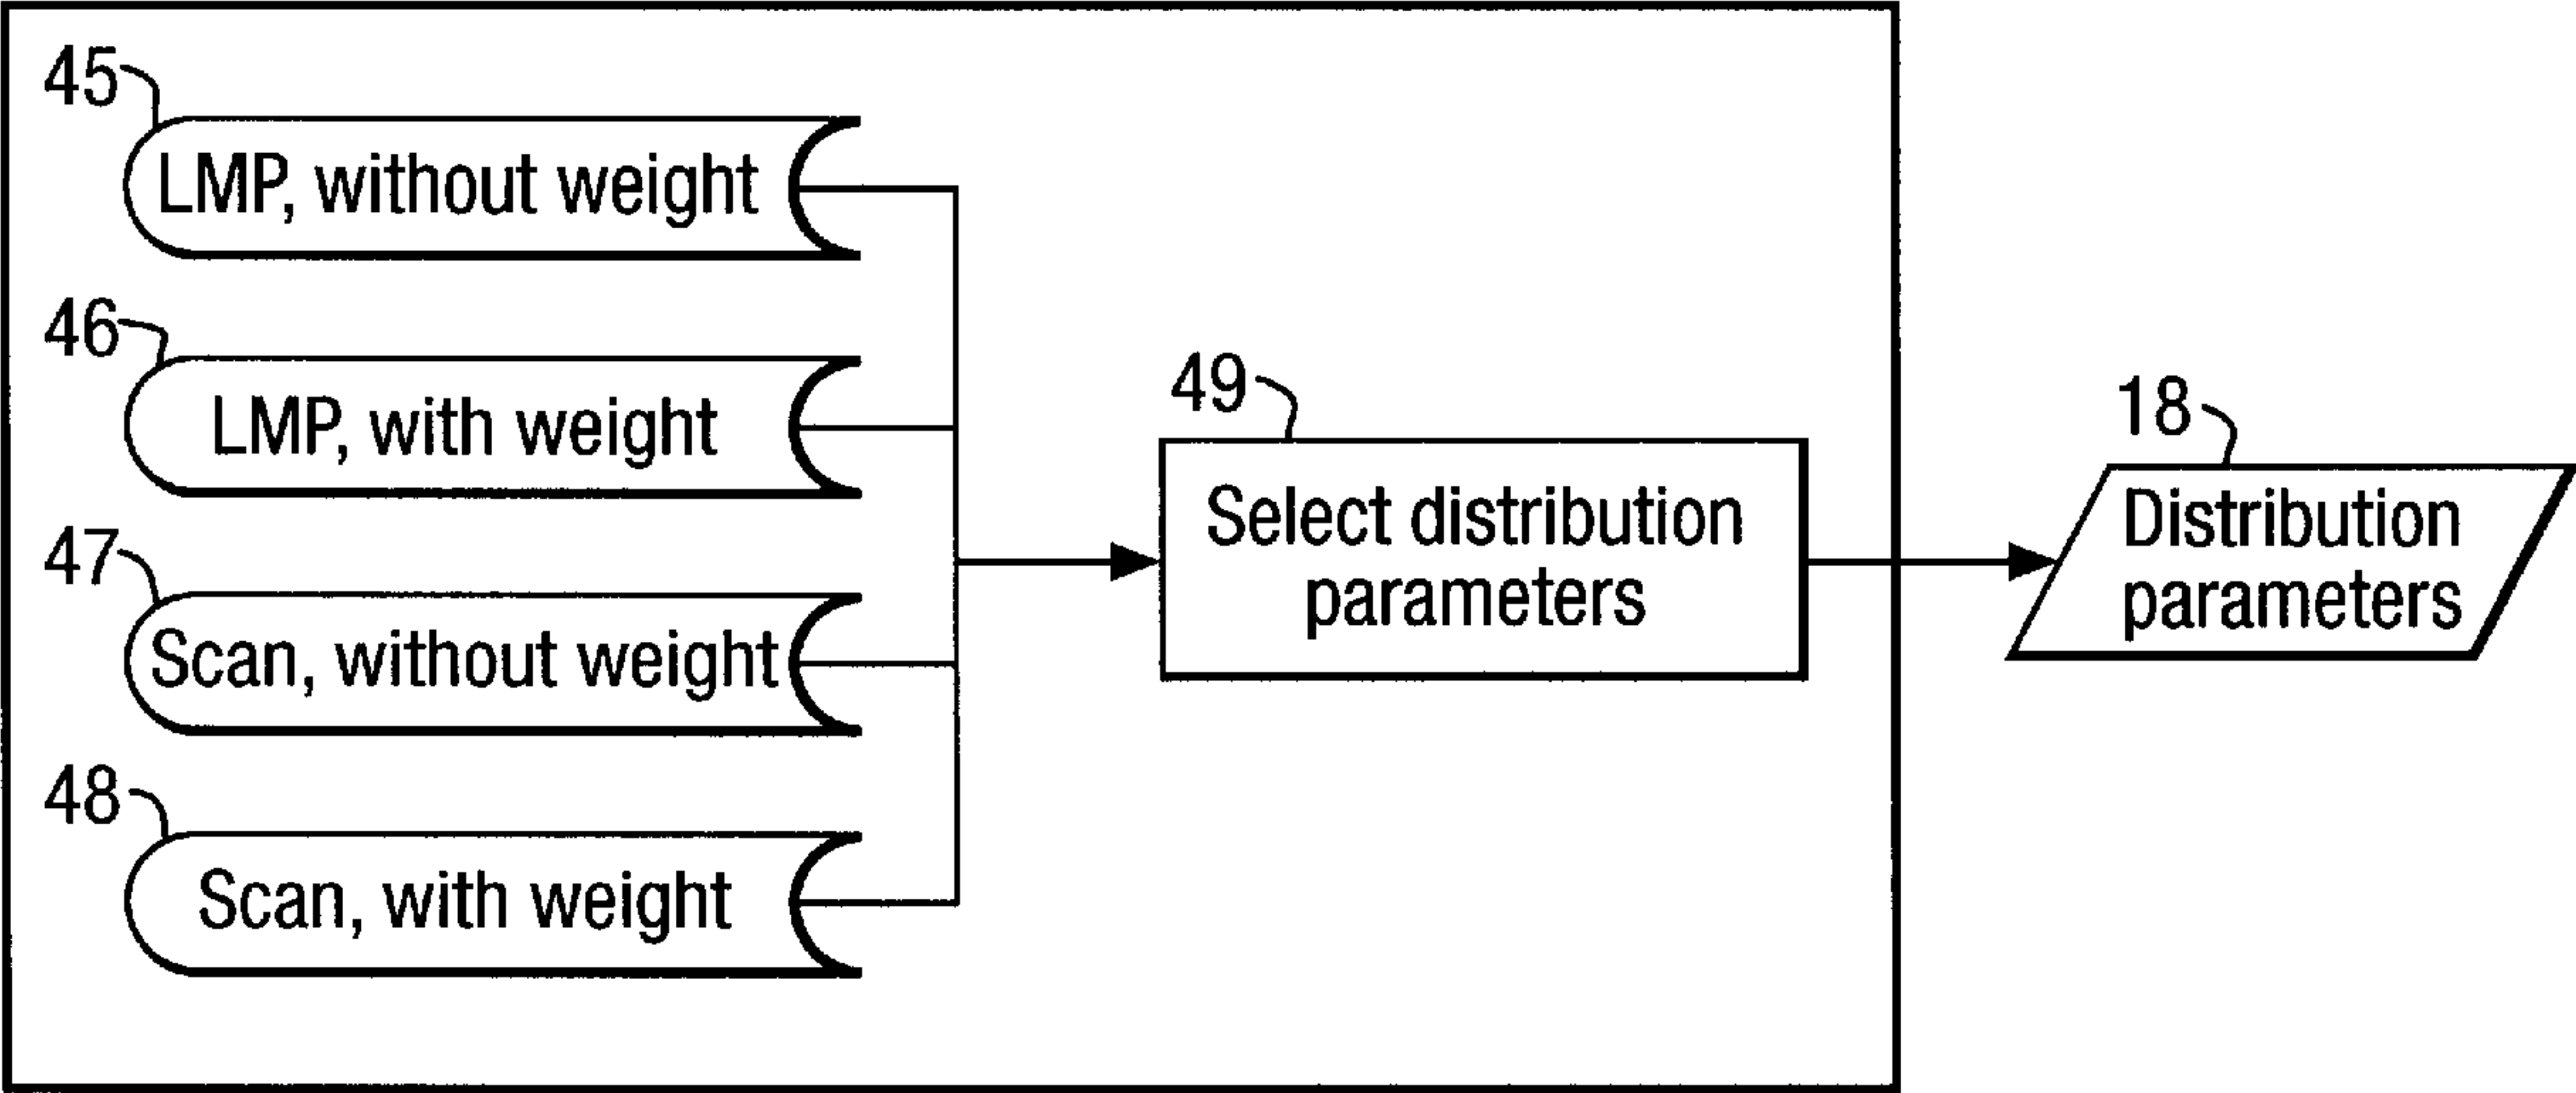 45
LMP, without weight
46
LMP, with weight
47
Scan, without weight
48
Scan, with weight
49
Select distribution
parameters
18
Distribution
parameters